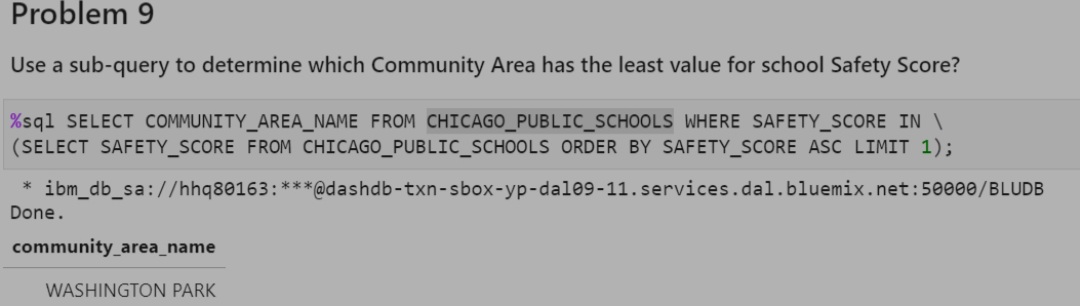 Problem 9
Use a sub-query to determine which Community Area has the least value for school Safety Score?
%sql SELECT COMMUNITY_AREA_NAME FROM CHICAGO_PUBLIC_SCHOOLS WHERE SAFETY_SCORE IN \
(SELECT SAFETY_SCORE FROM CHICAGO_PUBLIC_SCHOOLS ORDER BY SAFETY_SCORE ASC LIMIT 1);
* ibm_db_sa://hhq80163:***@dashdb-txn-sbox-yp-dal09-11.services.dal.bluemix.net:50000/BLUDB
Done.
community_area_name
WASHINGTON PARK